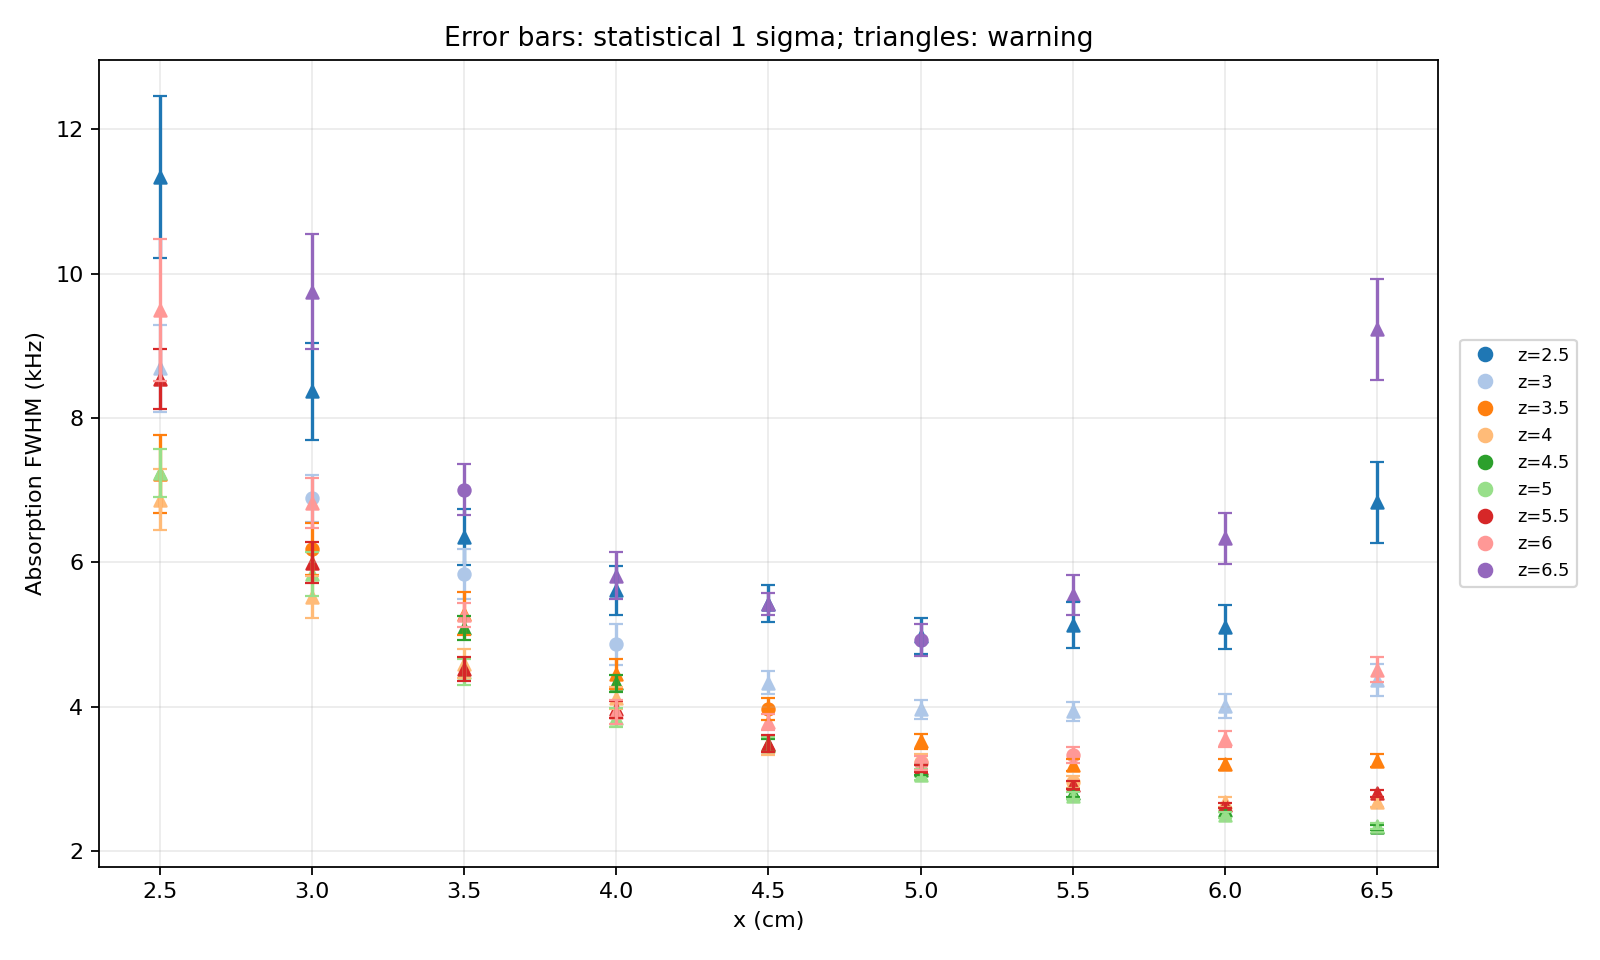 Error bars: statistical 1 sigma; triangles: warning
Absorption FWHM (kHz)
12
10
8
6
4
2
2.5 3.0 3.5 4.0 4.5 5.0 5.5 6.0 6.5
x (cm)
z=2.5
z=3
z=3.5
z=4
z=4.5
z=5
z=5.5
z=6
z=6.5